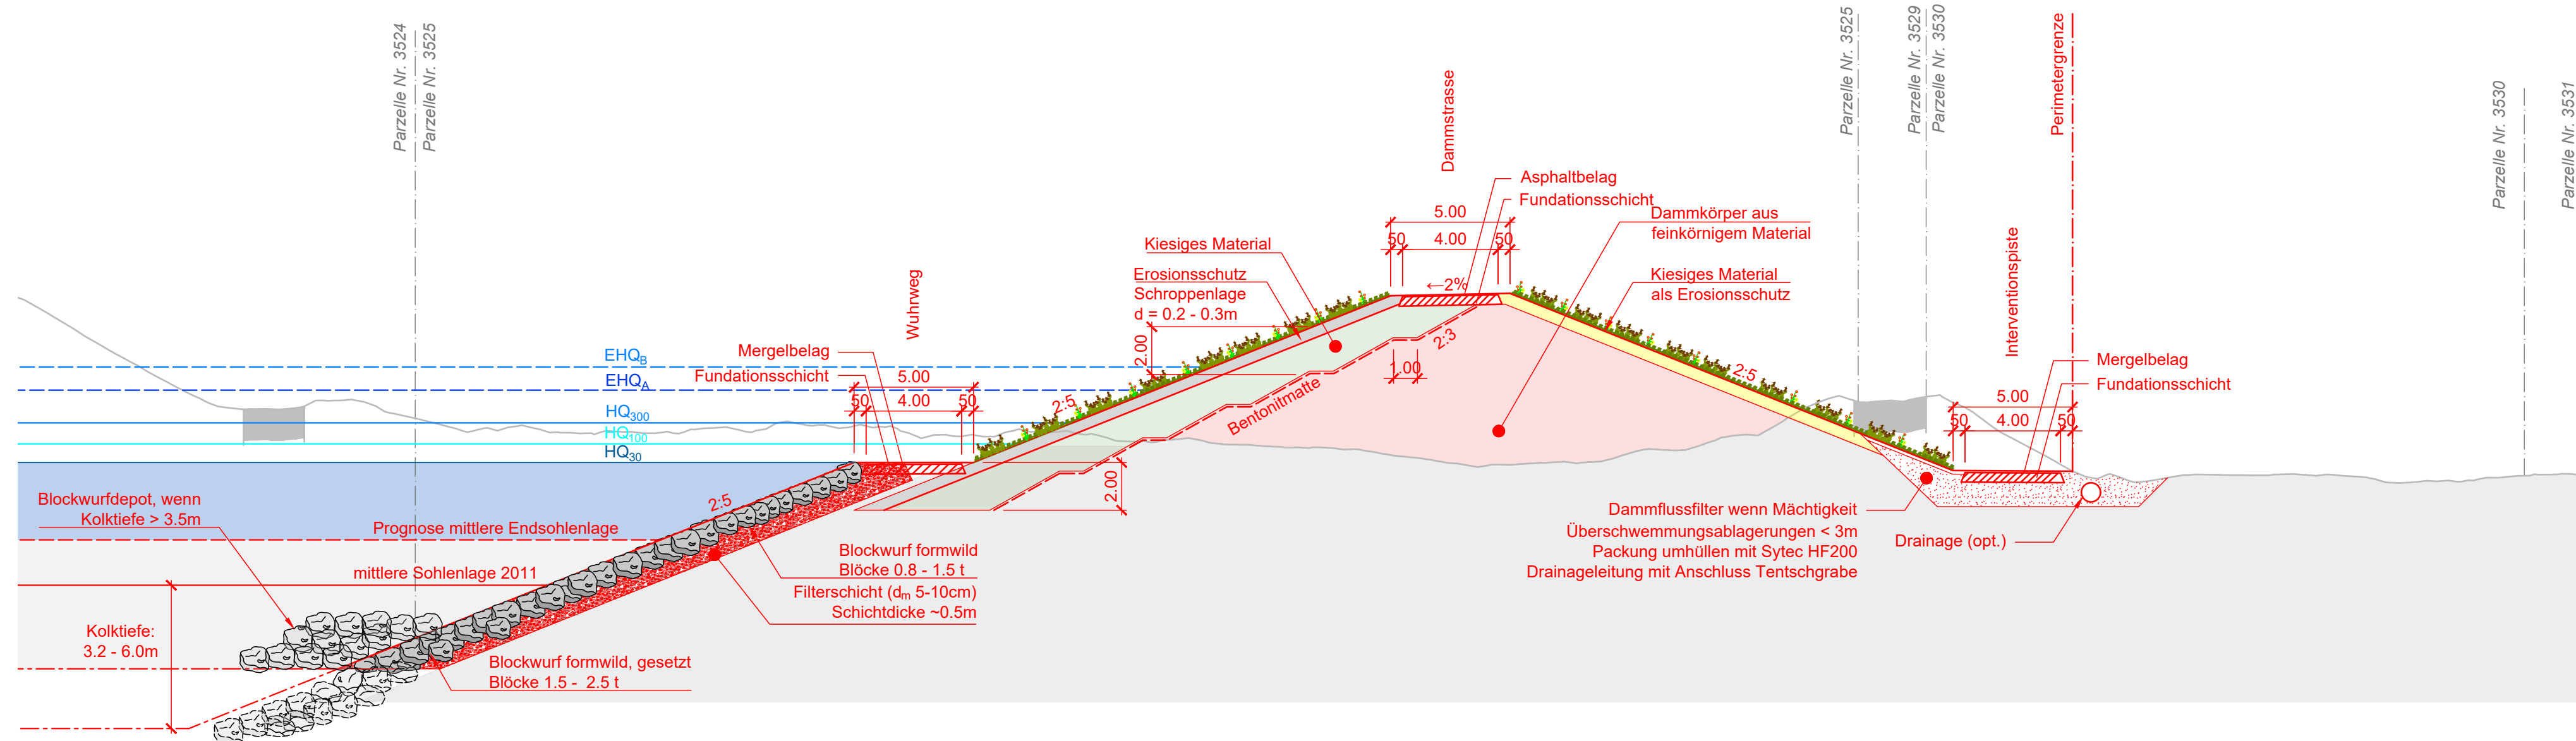 Parzelle Nr. 3524
Parzelle Nr. 3525
Parzelle Nr. 3525
Parzelle Nr. 3529
Parzelle Nr. 3530
Perimetergrenze
Parzelle Nr. 3530
Parzelle Nr. 3531
Dammstrasse
Asphaltbelag
Fundationsschicht
5.00
50
4.00
50
←2%
Dammkörper aus
feinkörnigem Material
Kiesiges Material
Erosionsschutz
Schroppenlage
d = 0.2 - 0.3m
2.00
Kiesiges Material
als Erosionsschutz
Interventionspiste
Wuhrweg
Mergelbelag
Fundationsschicht
5.00
50
4.00
50
EHQB
EHQA
HQ300
HQ100
HQ30
2:5
2:3
1.00
Bentonitmatte
2:5
Mergelbelag
Fundationsschicht
5.00
50
4.00
50
2.00
2:5
Blockwurfdepot, wenn
Kolktiefe > 3.5m
Prognose mittlere Endsohlenlage
mittlere Sohlenlage 2011
Kolktiefe:
3.2 - 6.0m
Blockwurf formwild
Blöcke 0.8 - 1.5 t
Filterschicht (dm 5-10cm)
Schichtdicke ~0.5m
Blockwurf formwild, gesetzt
Blöcke 1.5 - 2.5 t
Dammflussfilter wenn Mächtigkeit
Überschwemmungsablagerungen < 3m
Packung umhüllen mit Sytec HF200
Drainageleitung mit Anschluss Tentschgrabe
Drainage (opt.)